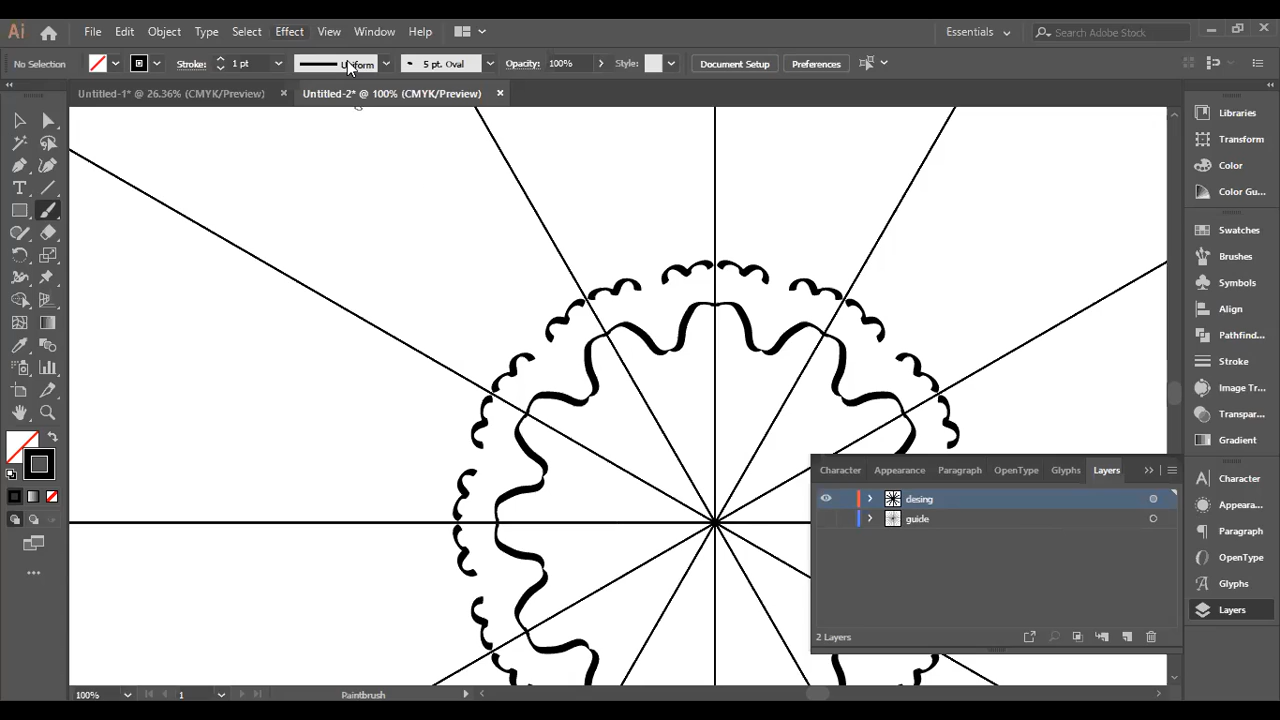 Ai File Edit Object Type Select Effect View Window Help Essentials Search Adobe Stock
No Selection Stroke: 1 pt Uniform 5 pt. Oval Opacity: 100% Style: Document Setup Preferences
Untitled-1* @ 26.36% (CMYK/Preview) Untitled-2* @ 100% (CMYK/Preview)
Libraries
Transform
Color
Color Gu...
Swatches
Brushes
Symbols
Align
Pathfind...
Stroke
Image Tr...
Transpar...
Gradient
Character Appearance Paragraph OpenType Glyphs Layers
desing
guide
2 Layers
Character
Appeara...
Paragraph
OpenType
Glyphs
Layers
100% 1 Paintbrush